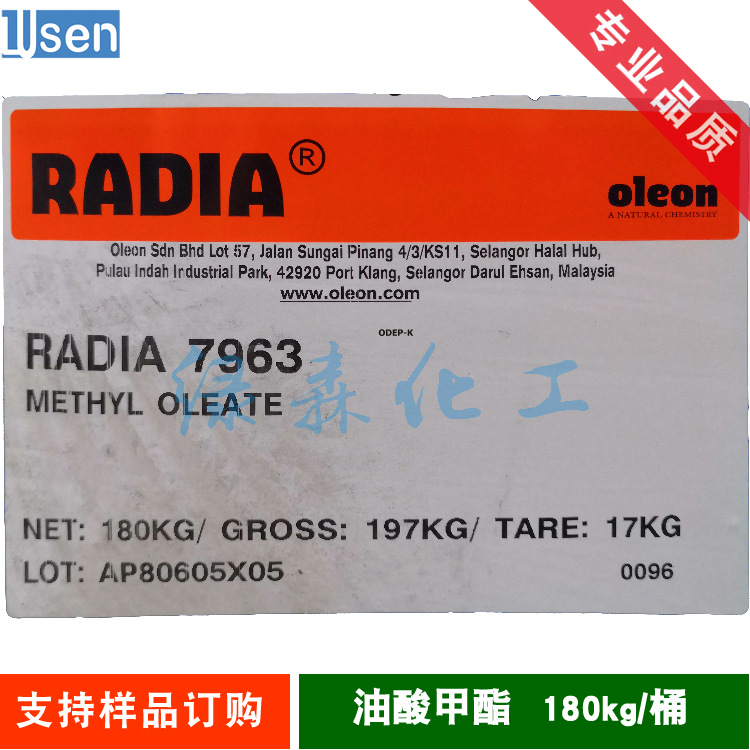 IJsen
专业品质
RADIA®
oleon
A NATURAL CHEMISTRY
Oleon Sdn Bhd Lot 57, Jalan Sungai Pinang 4/3/KS11, Selangor Halal Hub,
Pulau Indah Industrial Park, 42920 Port Klang, Selangor Darul Ehsan, Malaysia
www.oleon.com
ODEP-K
RADIA 7963
METHYL OLEATE
绿森化工
NET: 180KG/ GROSS: 197KG/ TARE: 17KG
LOT: AP80605X05 0096
支持样品订购
油酸甲酯 180kg/桶